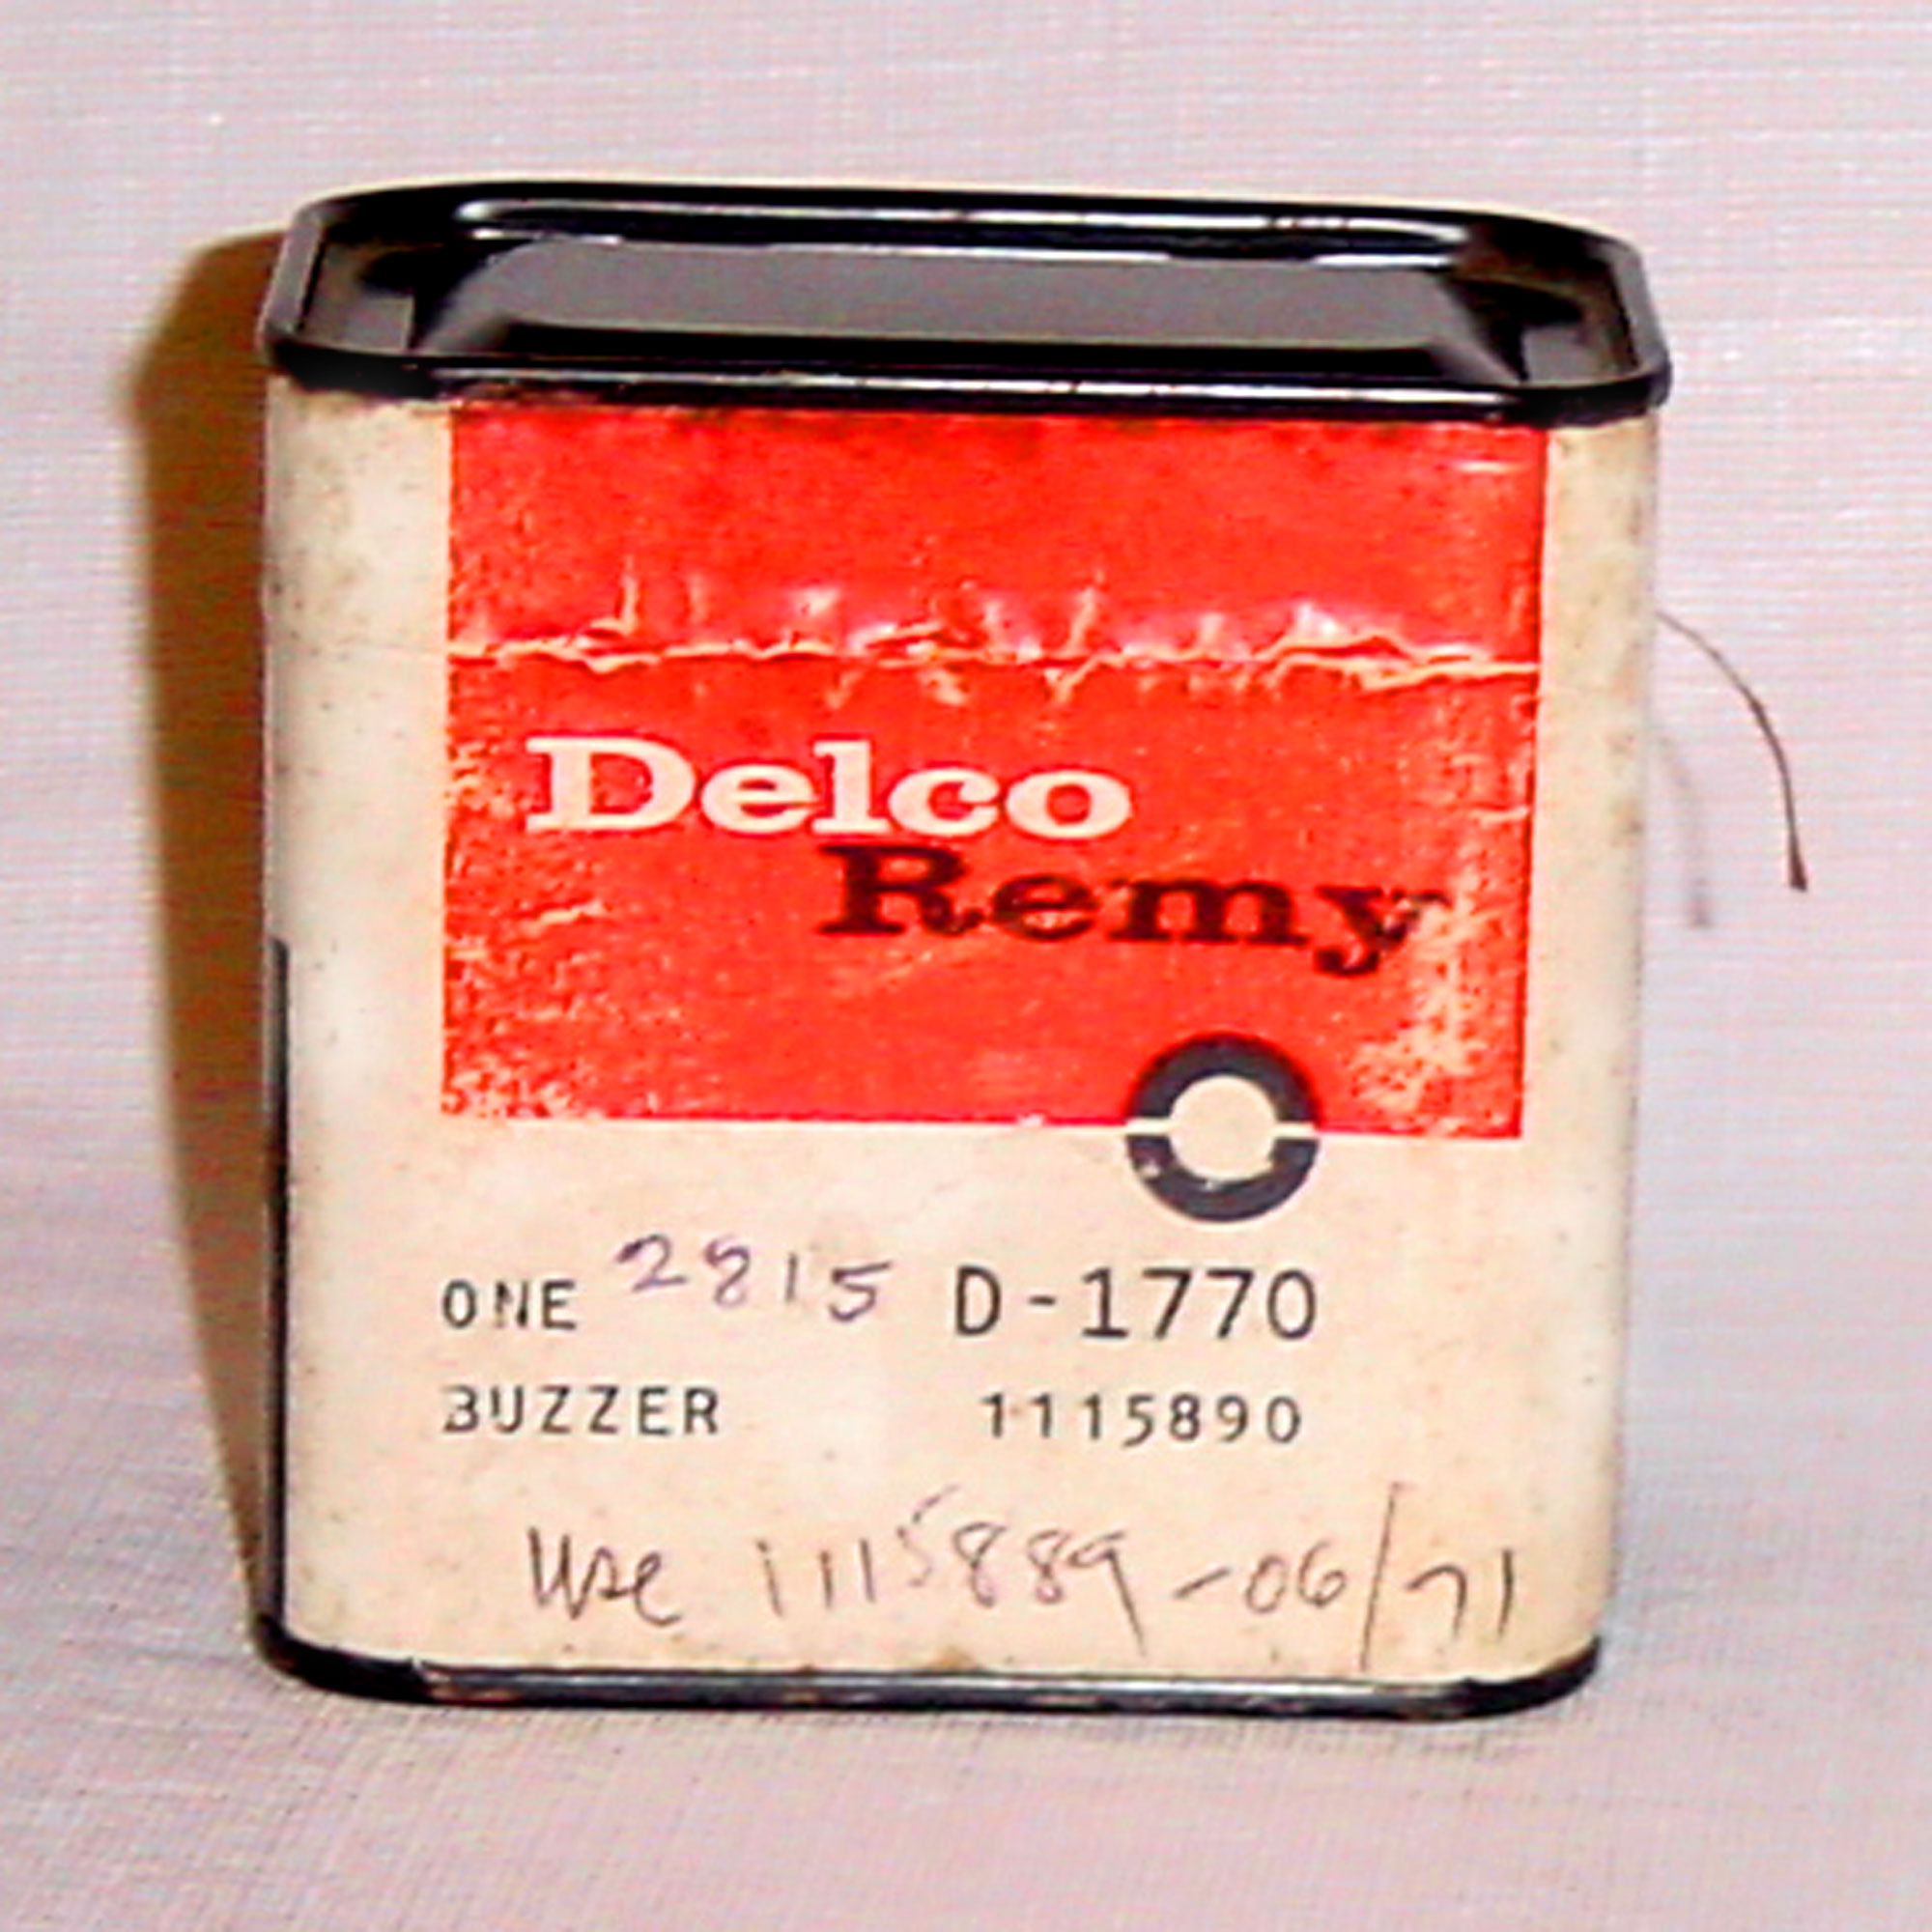 Delco
Remy
ONE 2815 D-1770
BUZZER 1115890
Use 1115889-06/71